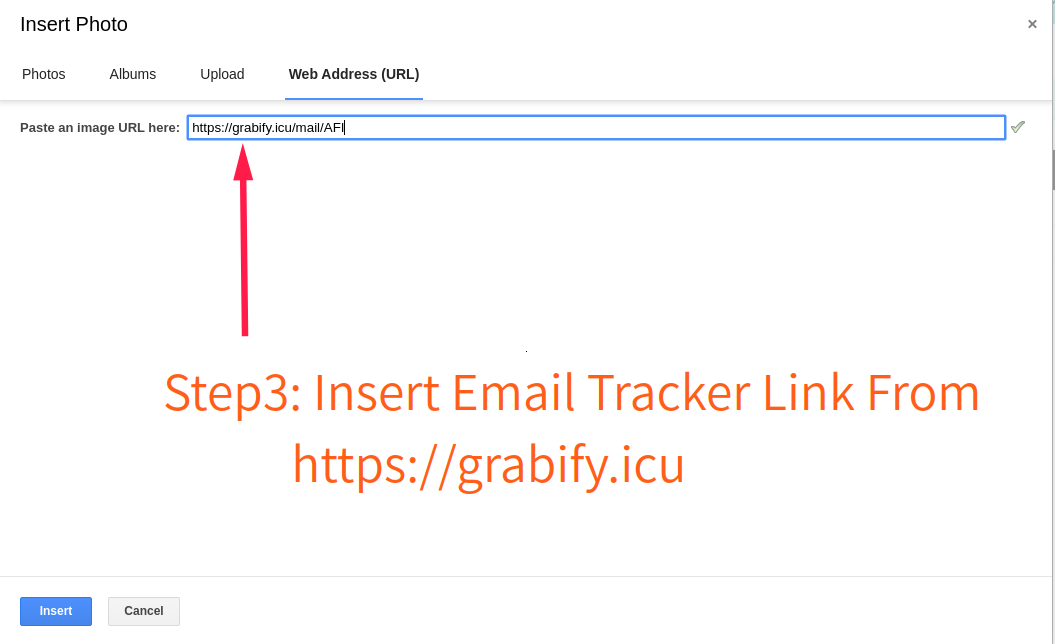 Insert Photo ×
Photos Albums Upload Web Address (URL)
Paste an image URL here: https://grabify.icu/mail/AFI
Step3: Insert Email Tracker Link From
https://grabify.icu
Insert Cancel